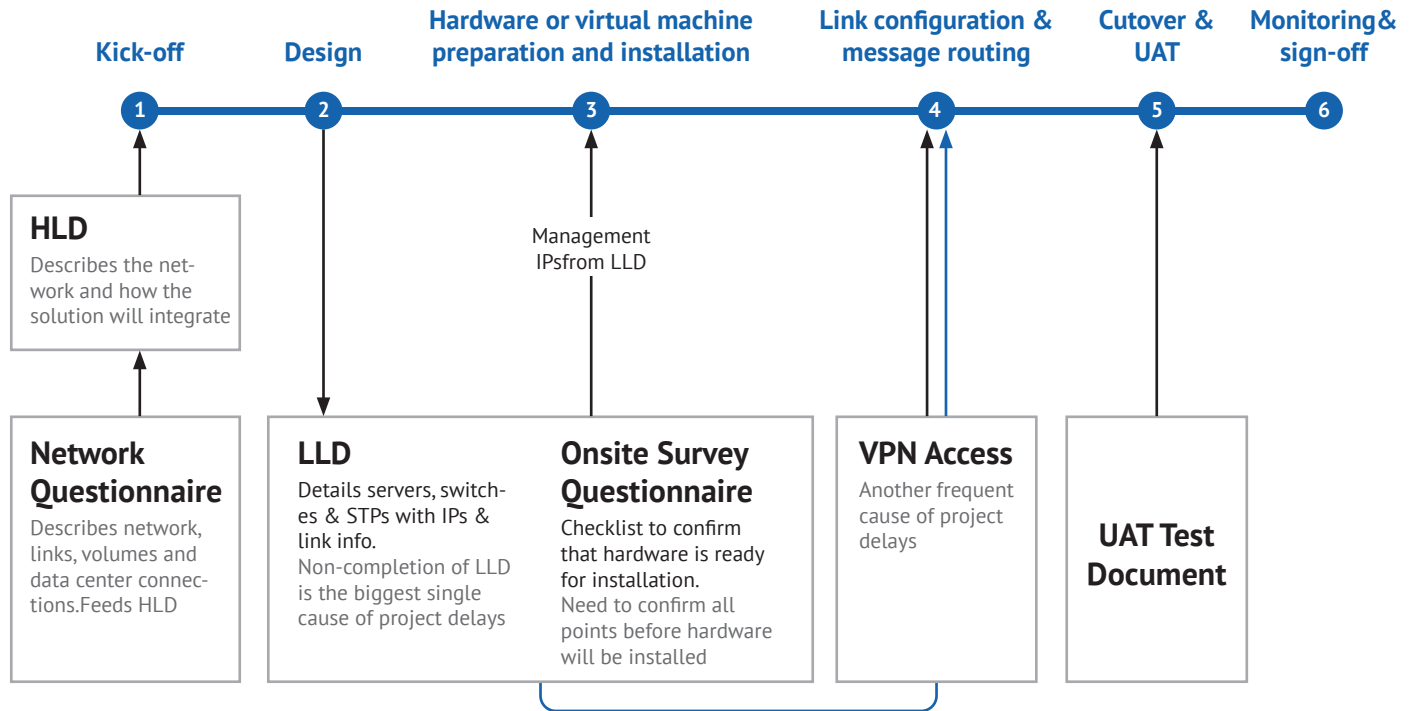 Kick-off
Design
Hardware or virtual machine
preparation and installation
Link configuration &
message routing
Cutover &
UAT
Monitoring&
sign-off
1
2
3
4
5
6
HLD
Describes the net-
work and how the
solution will integrate
Management
IPsfrom LLD
Network
Questionnaire
Describes network,
links, volumes and
data center connec-
tions.Feeds HLD
LLD
Details servers, switch-
es & STPs with IPs &
link info.
Non-completion of LLD
is the biggest single
cause of project delays
Onsite Survey
Questionnaire
Checklist to confirm
that hardware is ready
for installation.
Need to confirm all
points before hardware
will be installed
VPN Access
Another frequent
cause of project
delays
UAT Test
Document